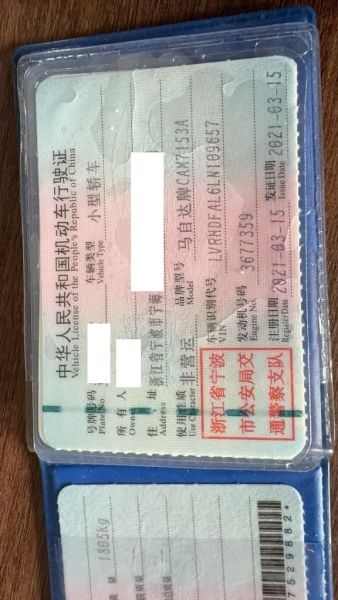 中华人民共和国机动车行驶证
Vehicle License of the People's Republic of China
号牌号码
Plate No.
车辆类型 小型轿车
Vehicle Type
所有人
Owner
住址 浙江省宁波市宁海
Address
使用性质 非营运
Use Character
品牌型号 马自达牌CAM7153A
Model
车辆识别代号 LVRHDFAL6LN109657
VIN
发动机号码 3677359
Engine No.
注册日期 2021-03-15
Register Date
发证日期 2021-03-15
Issue Date
浙江省宁波
市公安局交
通警察支队
1805kg
7529882*